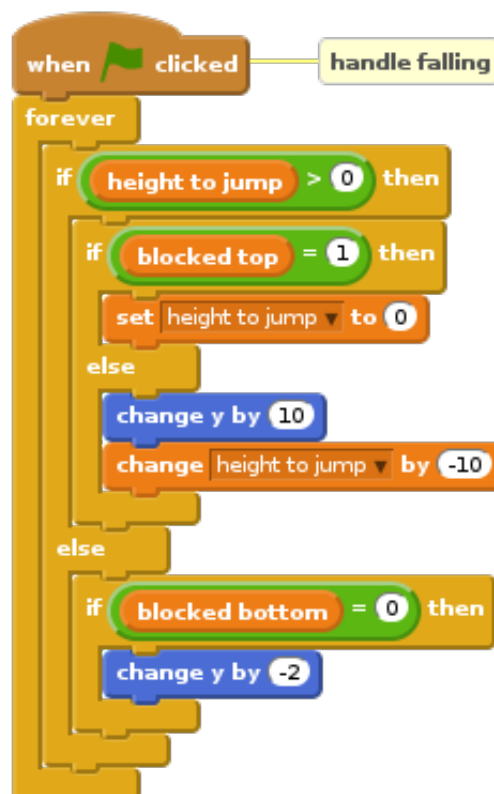 when clicked
handle falling
forever
if height to jump > 0 then
if blocked top = 1 then
set height to jump ▾ to 0
else
change y by 10
change height to jump ▾ by -10
else
if blocked bottom = 0 then
change y by -2